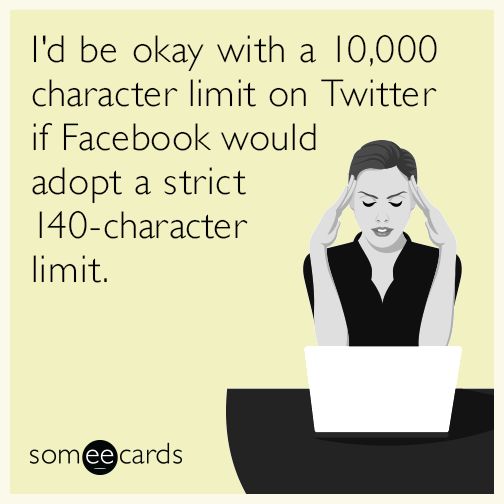 I'd be okay with a 10,000
character limit on Twitter
if Facebook would
adopt a strict
140-character
limit.
someecards